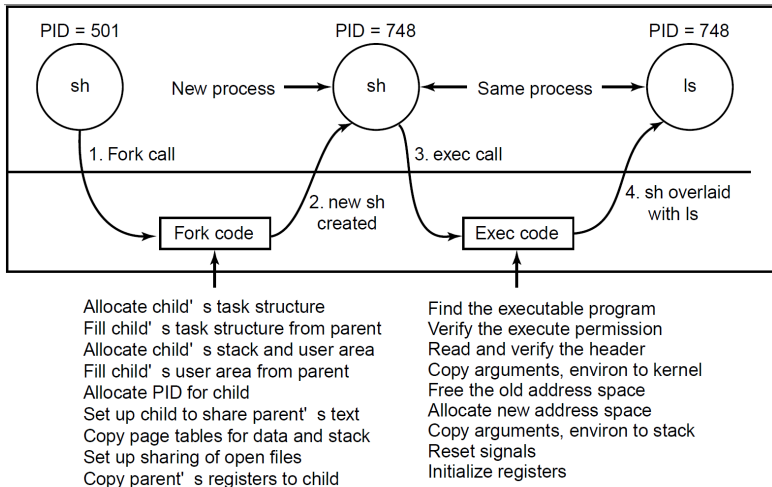 PID = 501
PID = 748
PID = 748
sh
New process
sh
Same process
ls
1. Fork call
3. exec call
2. new sh
created
4. sh overlaid
with ls
Fork code
Exec code
Allocate child' s task structure
Fill child' s task structure from parent
Allocate child' s stack and user area
Fill child' s user area from parent
Allocate PID for child
Set up child to share parent' s text
Copy page tables for data and stack
Set up sharing of open files
Copy parent' s registers to child
Find the executable program
Verify the execute permission
Read and verify the header
Copy arguments, environ to kernel
Free the old address space
Allocate new address space
Copy arguments, environ to stack
Reset signals
Initialize registers